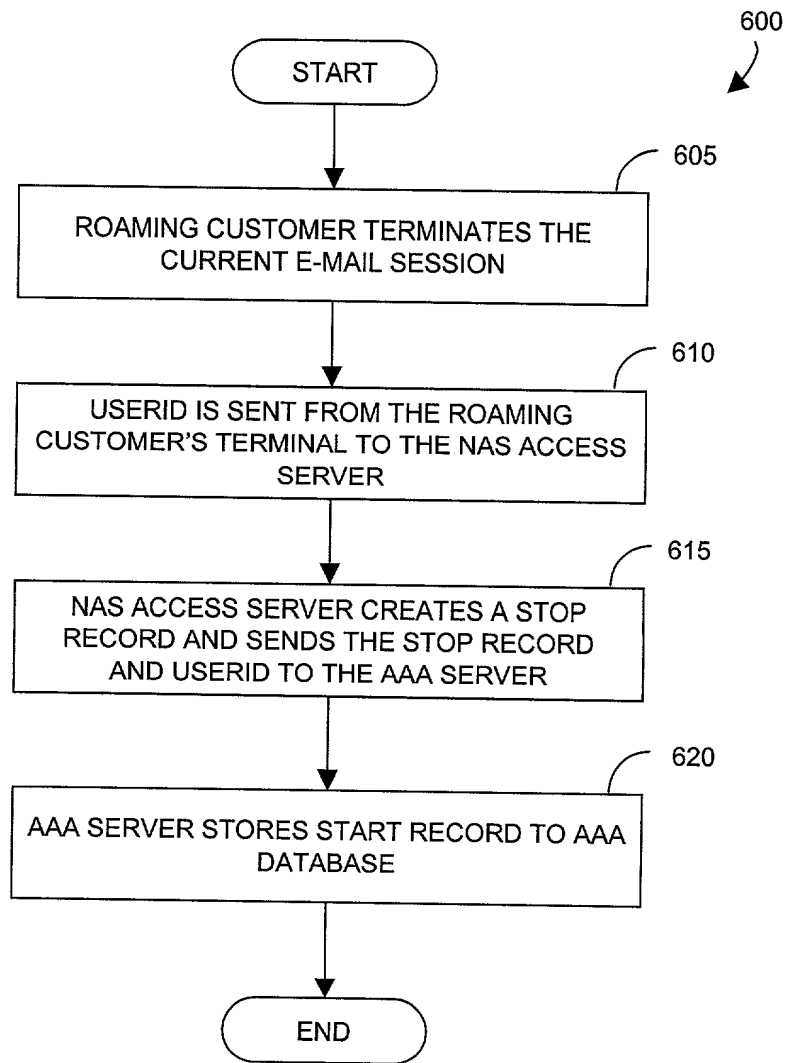 600
START
605
ROAMING CUSTOMER TERMINATES THE
CURRENT E-MAIL SESSION
610
USERID IS SENT FROM THE ROAMING
CUSTOMER'S TERMINAL TO THE NAS ACCESS
SERVER
615
NAS ACCESS SERVER CREATES A STOP
RECORD AND SENDS THE STOP RECORD
AND USERID TO THE AAA SERVER
620
AAA SERVER STORES START RECORD TO AAA
DATABASE
END